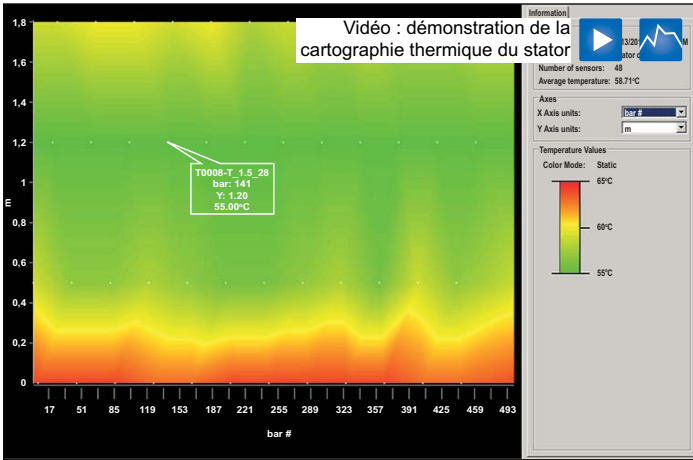 Information
Vidéo : démonstration de la
cartographie thermique du stator
Number of sensors: 48
Average temperature: 58.71°C
Axes
X Axis units: bar #
Y Axis units: m
Temperature Values
Color Mode: Static
65°C
60°C
55°C
1,8
1,6
1,4
1,2
1
0,8
0,6
0,4
0,2
0
m
T0008-T_1.5_28
bar: 141
Y: 1.20
55.00°C
17 51 85 119 153 187 221 255 289 323 357 391 425 459 493
bar #